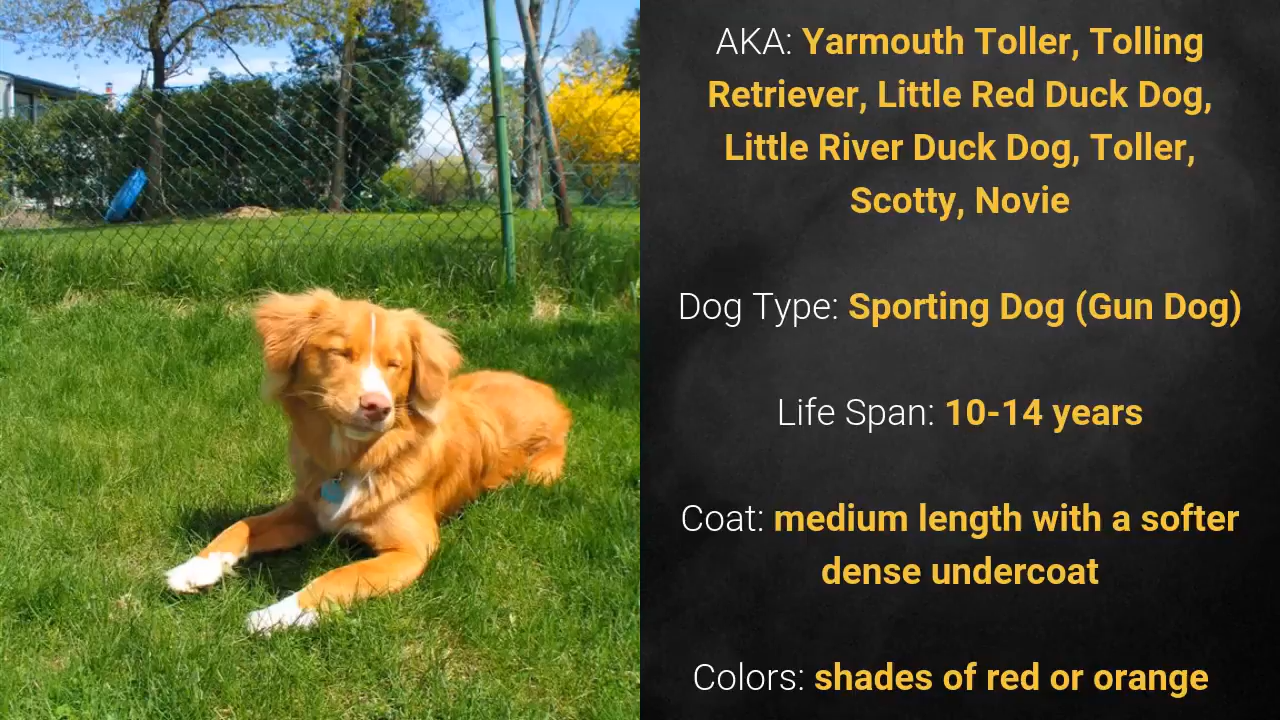 AKA: Yarmouth Toller, Tolling
Retriever, Little Red Duck Dog,
Little River Duck Dog, Toller,
Scotty, Novie
Dog Type: Sporting Dog (Gun Dog)
Life Span: 10-14 years
Coat: medium length with a softer
dense undercoat
Colors: shades of red or orange